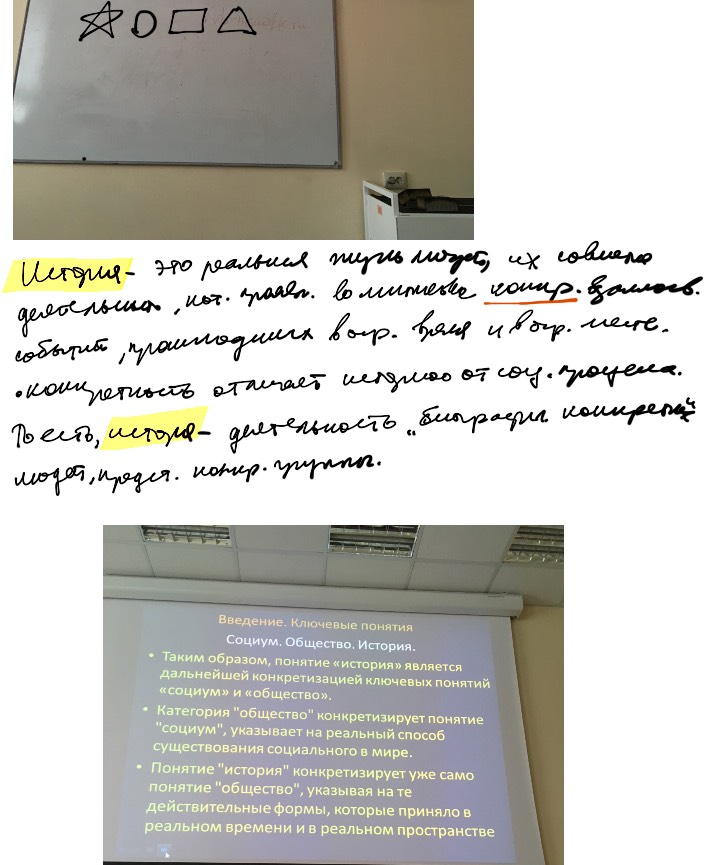 История – это реальная жизнь людей, их совмест
деятельность, кот. прояв. во множестве конкр. взаимосв.
событий, происходящих в опр. время и в опр. месте.
• конкретность отличает историю от соц. процесса.
То есть, история – деятельность, "биография конкретных"
людей, предст. конкр. группы.
Введение. Ключевые понятия
Социум. Общество. История.
• Таким образом, понятие «история» является
дальнейшей конкретизацией ключевых понятий
«социум» и «общество».
• Категория "общество" конкретизирует понятие
"социум", указывает на реальный способ
существования социального в мире.
• Понятие "история" конкретизирует уже само
понятие "общество", указывая на те
действительные формы, которые приняло в
реальном времени и в реальном пространстве